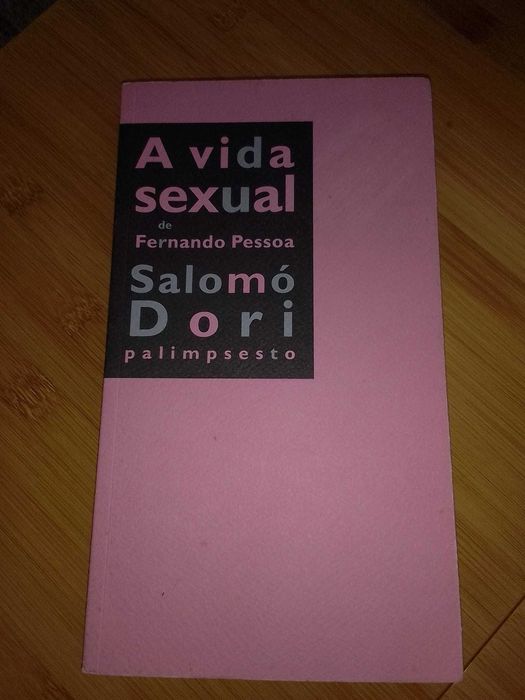 A vida
sexual
de
Fernando Pessoa
Salomó
Dori
palimpsesto